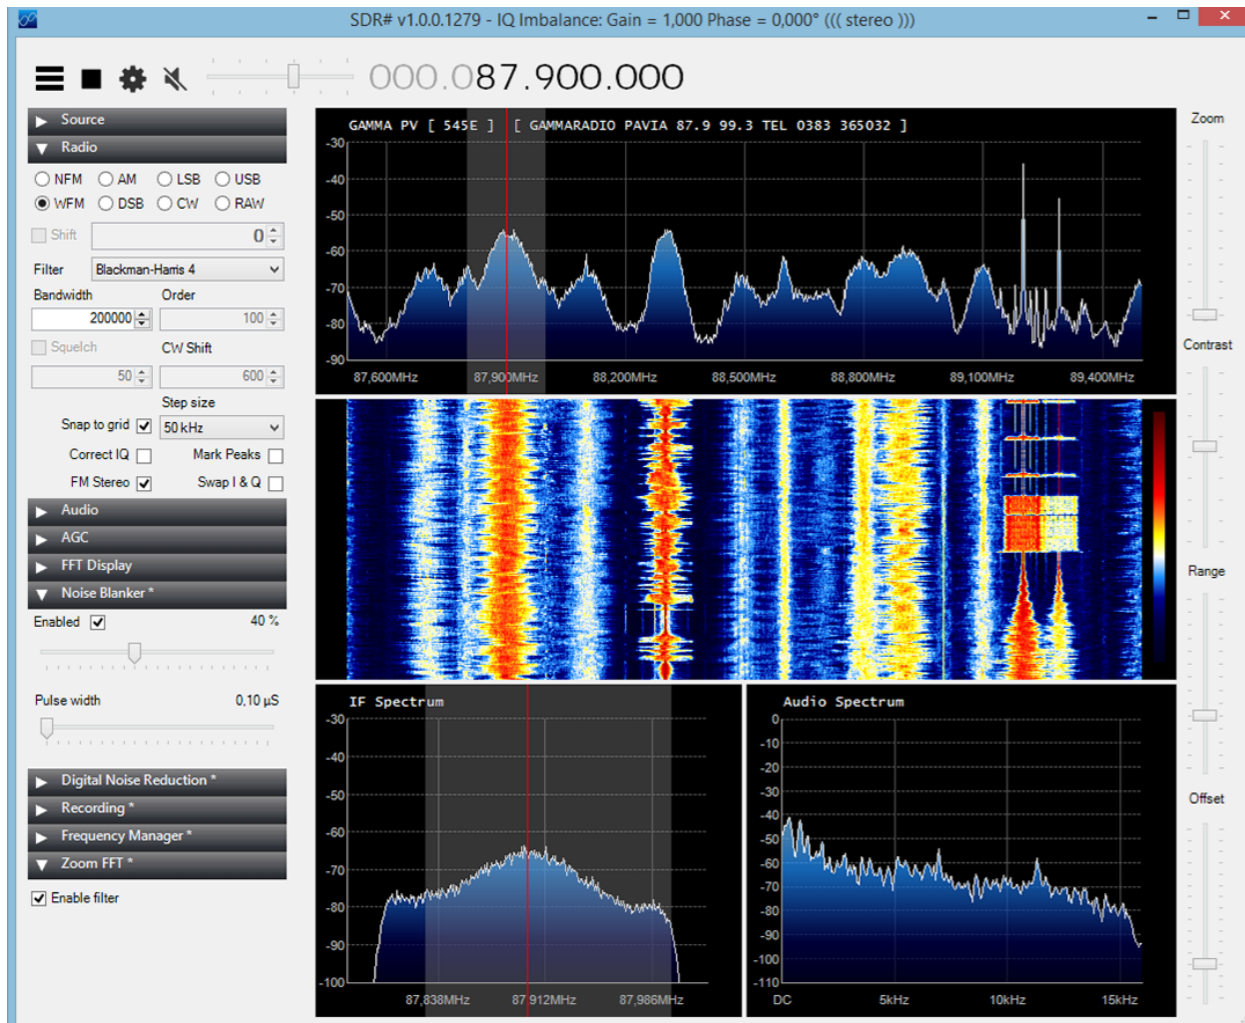 SDR# v1.0.0.1279 - IQ Imbalance: Gain = 1,000 Phase = 0,000° ((( stereo )))
000.087.900.000
Source
Radio
NFM AM LSB USB
WFM DSB CW RAW
Shift 0
Filter Blackman-Harris 4
Bandwidth Order
200000 100
Squelch CW Shift
50 600
Step size
Snap to grid 50 kHz
Correct IQ Mark Peaks
FM Stereo Swap I & Q
Audio
AGC
FFT Display
Noise Blanker *
Enabled 40 %
Pulse width 0,10 µS
Digital Noise Reduction *
Recording *
Frequency Manager *
Zoom FFT *
Enable filter
GAMMA PV [ 545E ] [ GAMMARADIO PAVIA 87.9 99.3 TEL 0383 365032 ]
-30
-40
-50
-60
-70
-80
-90
87,600MHz 87,900MHz 88,200MHz 88,500MHz 88,800MHz 89,100MHz 89,400MHz
IF Spectrum
-30
-40
-50
-60
-70
-80
-90
-100
87,838MHz 87,912MHz 87,986MHz
Audio Spectrum
0
-10
-20
-30
-40
-50
-60
-70
-80
-90
-100
-110
DC 5kHz 10kHz 15kHz
Zoom
Contrast
Range
Offset